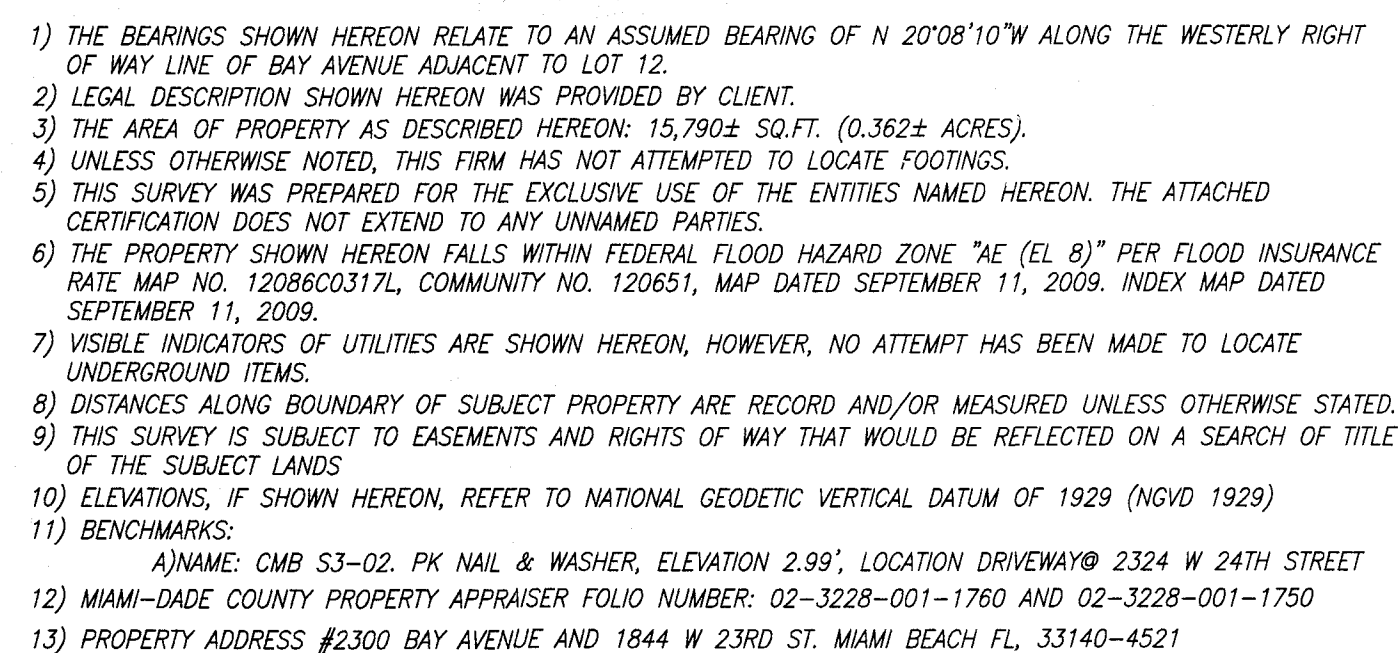 1) THE BEARINGS SHOWN HEREON RELATE TO AN ASSUMED BEARING OF N 20°08'10"W ALONG THE WESTERLY RIGHT
OF WAY LINE OF BAY AVENUE ADJACENT TO LOT 12.
2) LEGAL DESCRIPTION SHOWN HEREON WAS PROVIDED BY CLIENT.
3) THE AREA OF PROPERTY AS DESCRIBED HEREON: 15,790± SQ.FT. (0.362± ACRES).
4) UNLESS OTHERWISE NOTED, THIS FIRM HAS NOT ATTEMPTED TO LOCATE FOOTINGS.
5) THIS SURVEY WAS PREPARED FOR THE EXCLUSIVE USE OF THE ENTITIES NAMED HEREON. THE ATTACHED
CERTIFICATION DOES NOT EXTEND TO ANY UNNAMED PARTIES.
6) THE PROPERTY SHOWN HEREON FALLS WITHIN FEDERAL FLOOD HAZARD ZONE "AE (EL 8)" PER FLOOD INSURANCE
RATE MAP NO. 12086C0317L, COMMUNITY NO. 120651, MAP DATED SEPTEMBER 11, 2009. INDEX MAP DATED
SEPTEMBER 11, 2009.
7) VISIBLE INDICATORS OF UTILITIES ARE SHOWN HEREON, HOWEVER, NO ATTEMPT HAS BEEN MADE TO LOCATE
UNDERGROUND ITEMS.
8) DISTANCES ALONG BOUNDARY OF SUBJECT PROPERTY ARE RECORD AND/OR MEASURED UNLESS OTHERWISE STATED.
9) THIS SURVEY IS SUBJECT TO EASEMENTS AND RIGHTS OF WAY THAT WOULD BE REFLECTED ON A SEARCH OF TITLE
OF THE SUBJECT LANDS
10) ELEVATIONS, IF SHOWN HEREON, REFER TO NATIONAL GEODETIC VERTICAL DATUM OF 1929 (NGVD 1929)
11) BENCHMARKS:
A)NAME: CMB S3-02. PK NAIL & WASHER, ELEVATION 2.99', LOCATION DRIVEWAY@ 2324 W 24TH STREET
12) MIAMI-DADE COUNTY PROPERTY APPRAISER FOLIO NUMBER: 02-3228-001-1760 AND 02-3228-001-1750
13) PROPERTY ADDRESS #2300 BAY AVENUE AND 1844 W 23RD ST. MIAMI BEACH FL, 33140-4521